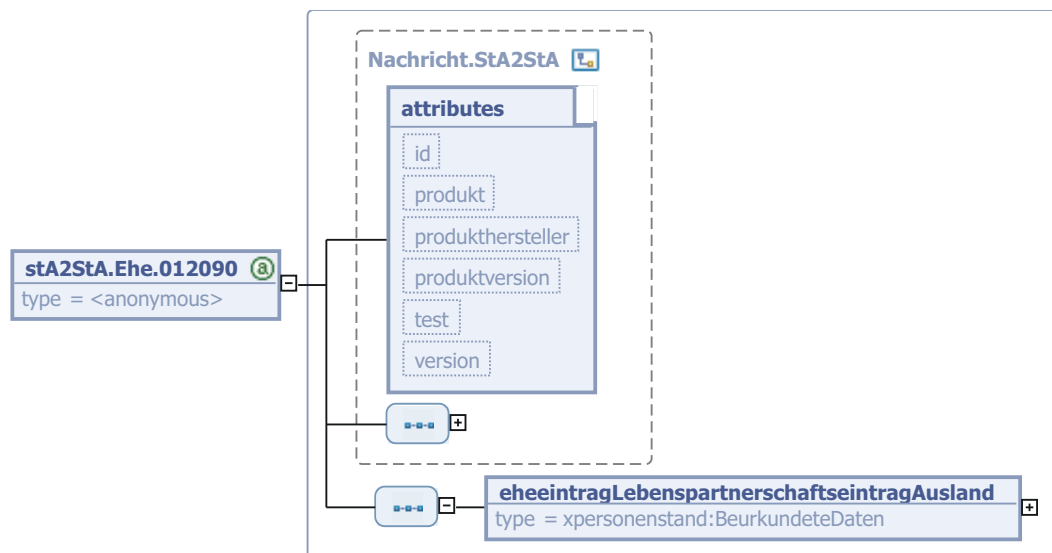 Nachricht.StA2StA
attributes
id
produkt
produkthersteller
produktversion
test
version
stA2StA.Ehe.012090
type = <anonymous>
eheeintragLebenspartnerschaftseintragAusland
type = xpersonenstand:BeurkundeteDaten